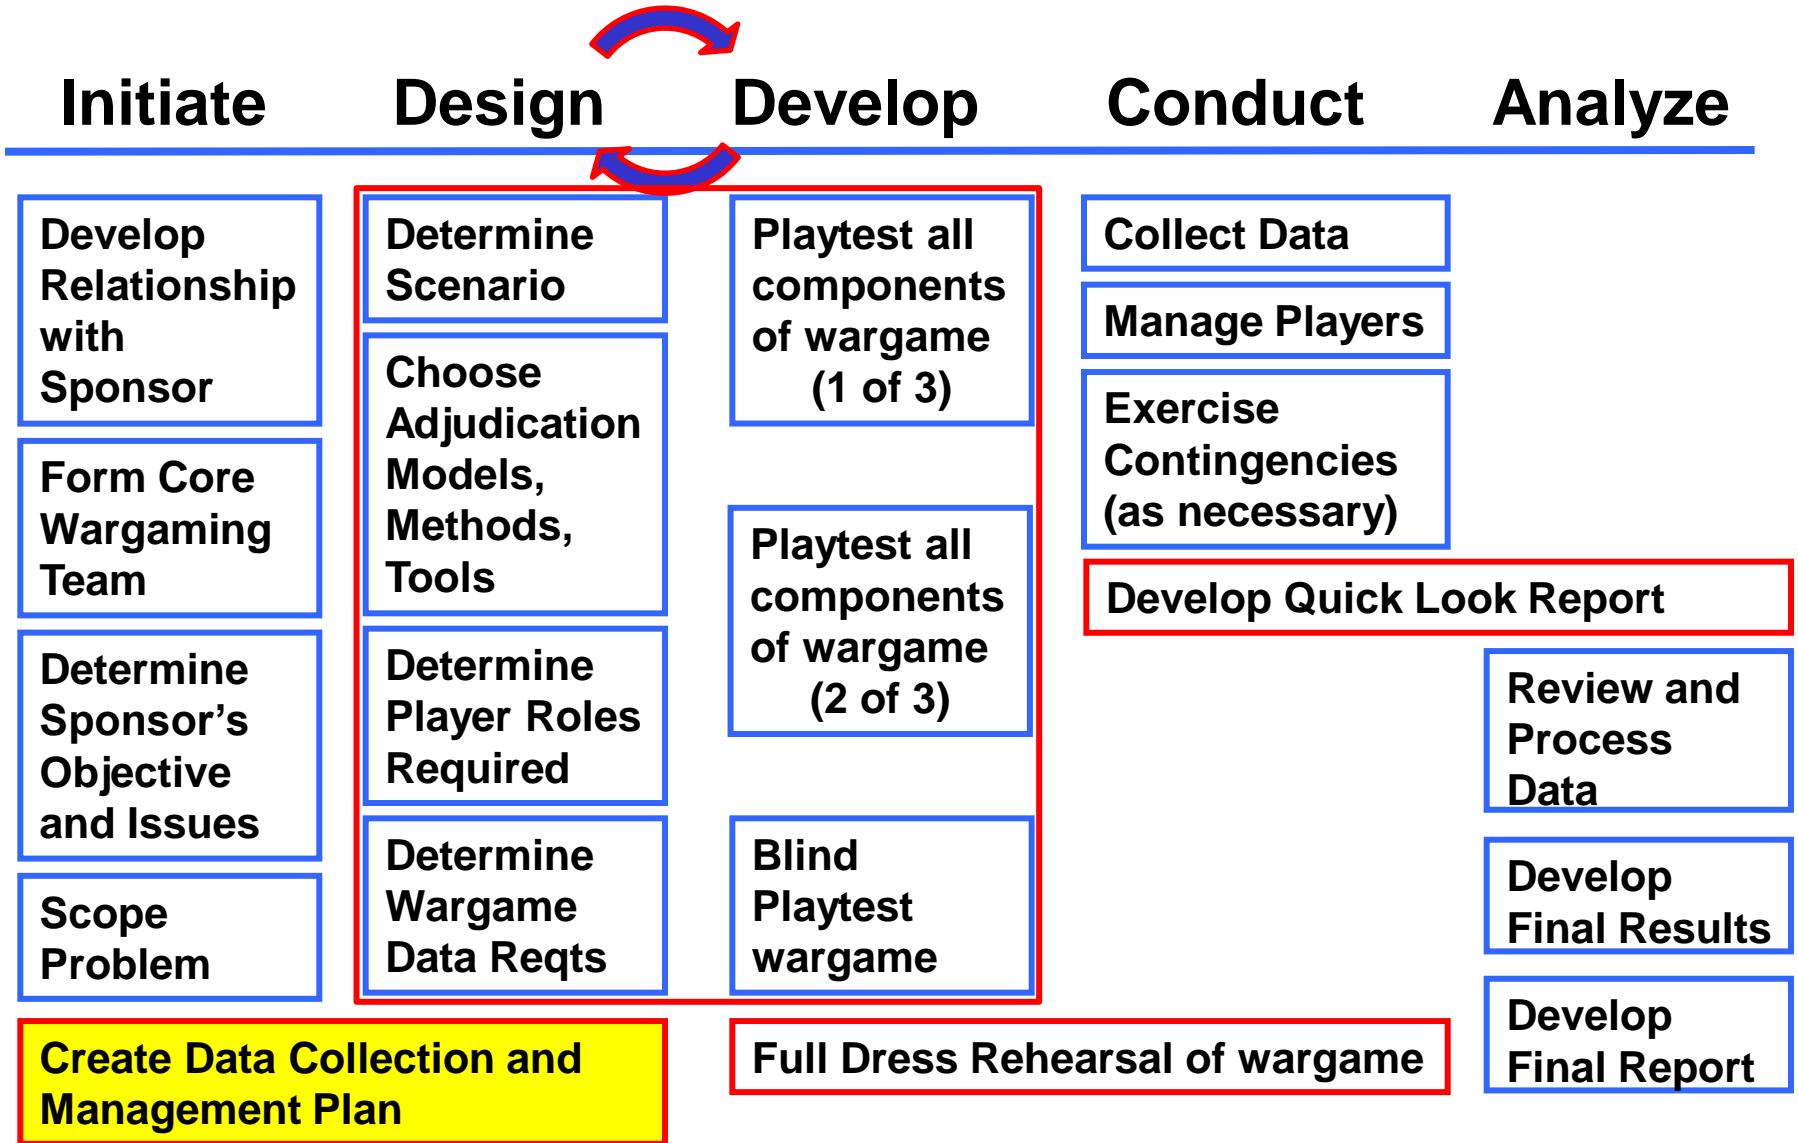 Initiate
Design
Develop
Conduct
Analyze
Develop
Relationship
with
Sponsor
Form Core
Wargaming
Team
Determine
Sponsor’s
Objective
and Issues
Scope
Problem
Create Data Collection and
Management Plan
Determine
Scenario
Choose
Adjudication
Models,
Methods,
Tools
Determine
Player Roles
Required
Determine
Wargame
Data Reqts
Playtest all
components
of wargame
(1 of 3)
Playtest all
components
of wargame
(2 of 3)
Blind
Playtest
wargame
Full Dress Rehearsal of wargame
Collect Data
Manage Players
Exercise
Contingencies
(as necessary)
Develop Quick Look Report
Review and
Process
Data
Develop
Final Results
Develop
Final Report